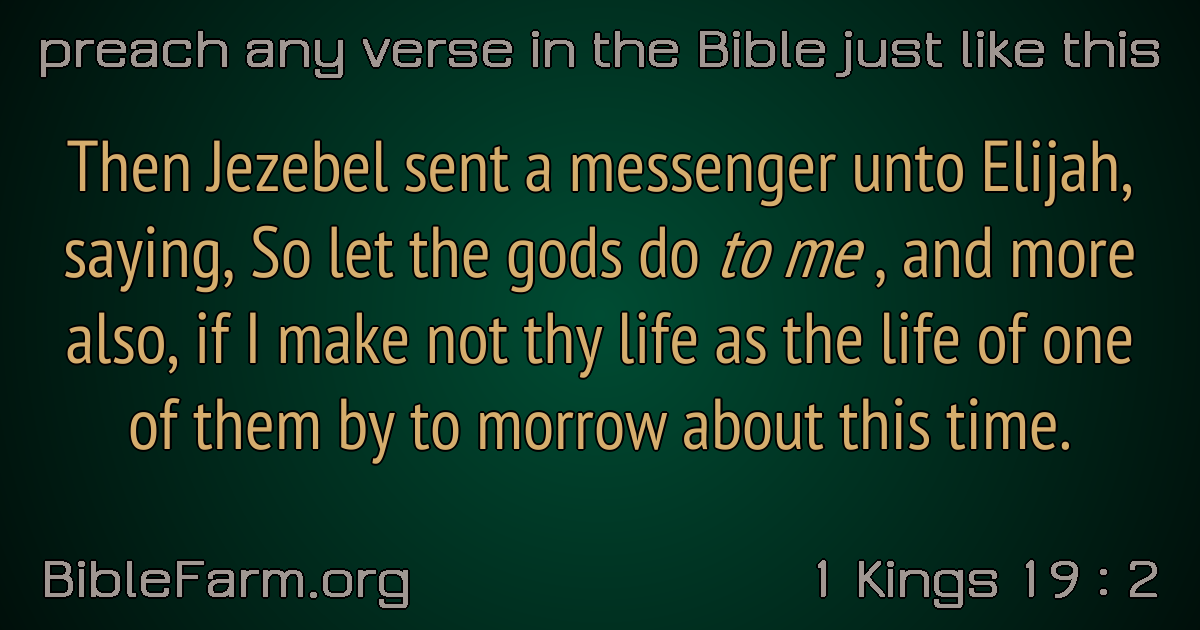 preach any verse in the Bible just like this
Then Jezebel sent a messenger unto Elijah,
saying, So let the gods do to me , and more
also, if I make not thy life as the life of one
of them by to morrow about this time.
BibleFarm.org
1 Kings 19 : 2